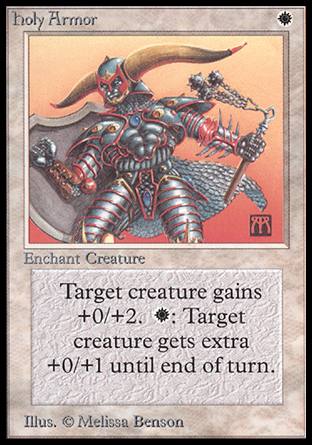 Holy Armor
Enchant Creature
Target creature gains
+0/+2. : Target
creature gets extra
+0/+1 until end of turn.
Illus. © Melissa Benson